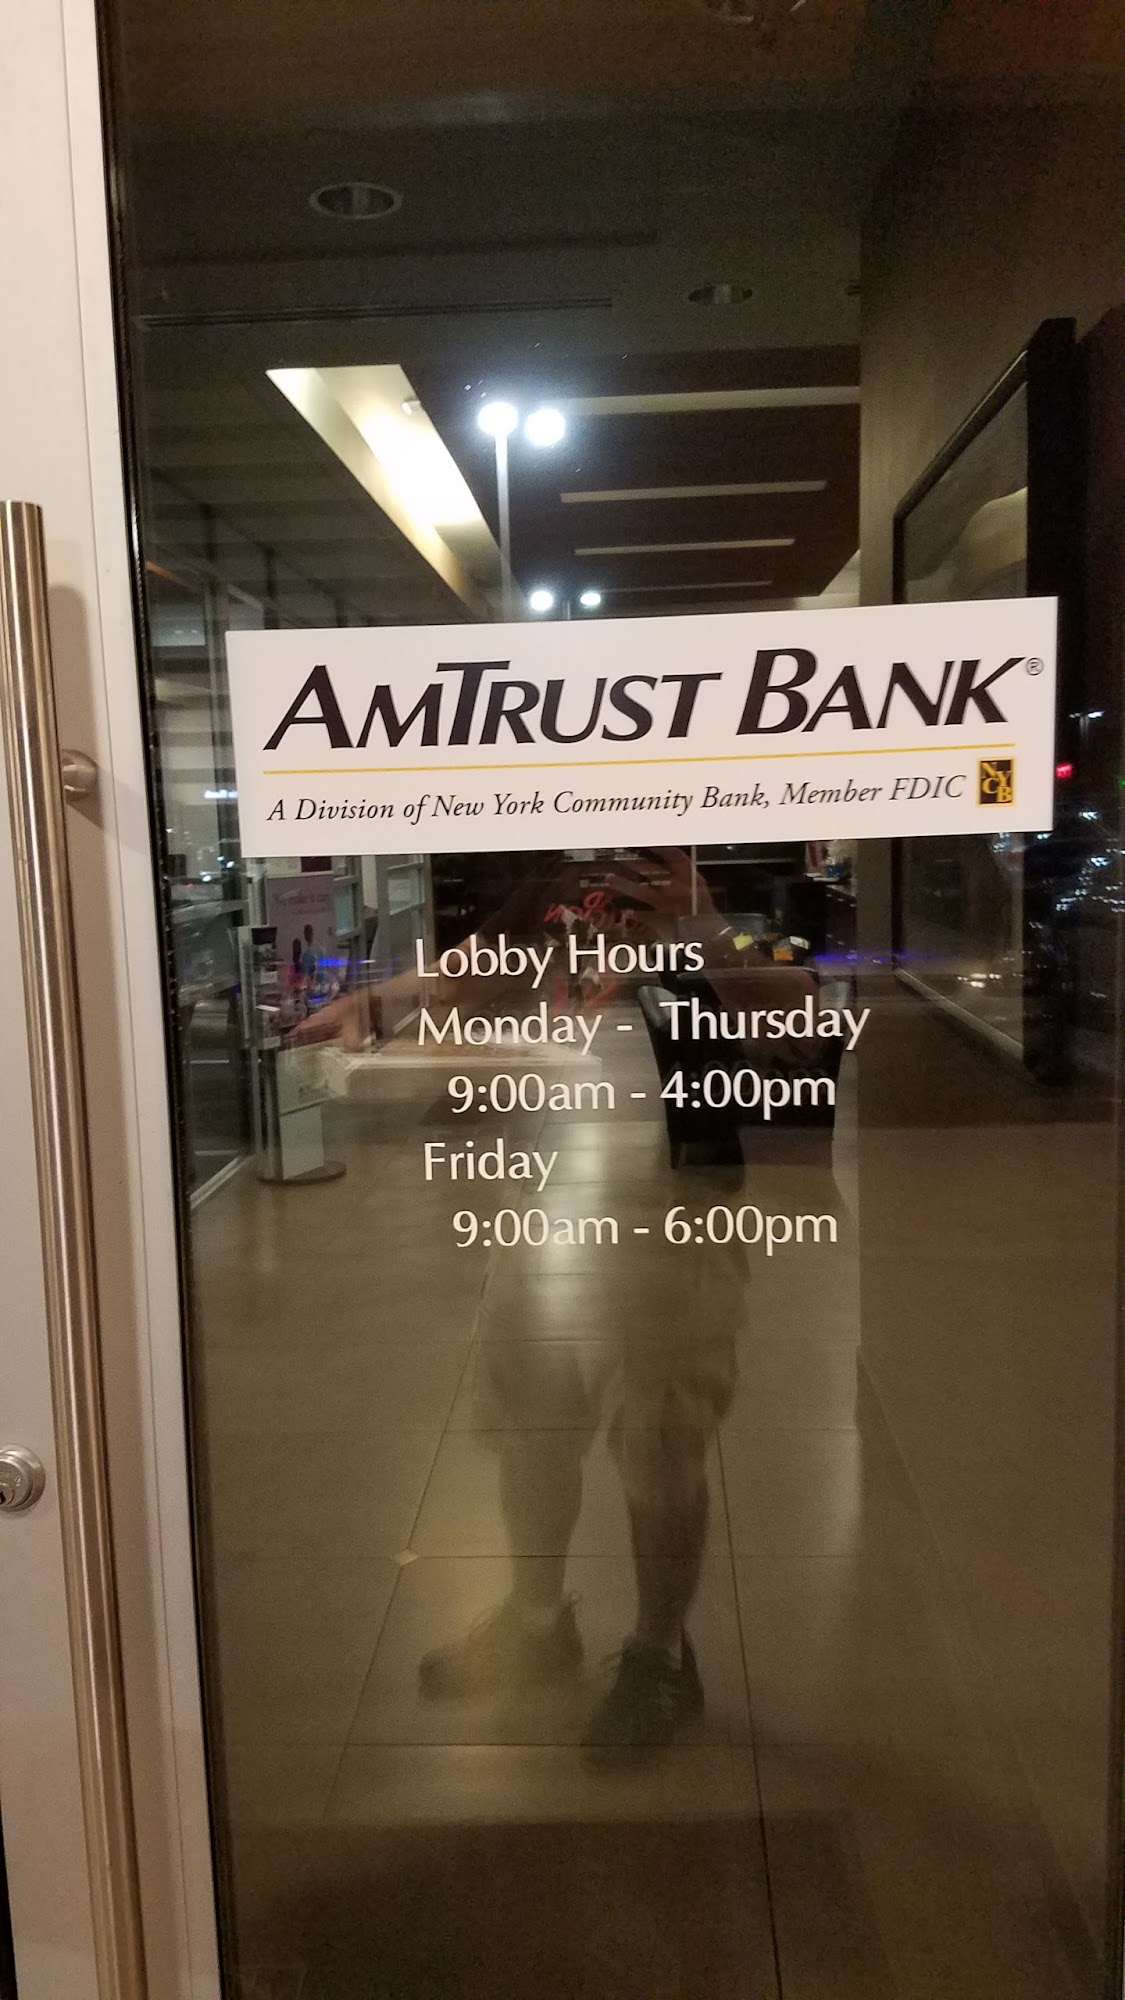 AMTRUST BANK®
A Division of New York Community Bank, Member FDIC NYCB
Lobby Hours
Monday - Thursday
9:00am - 4:00pm
Friday
9:00am - 6:00pm